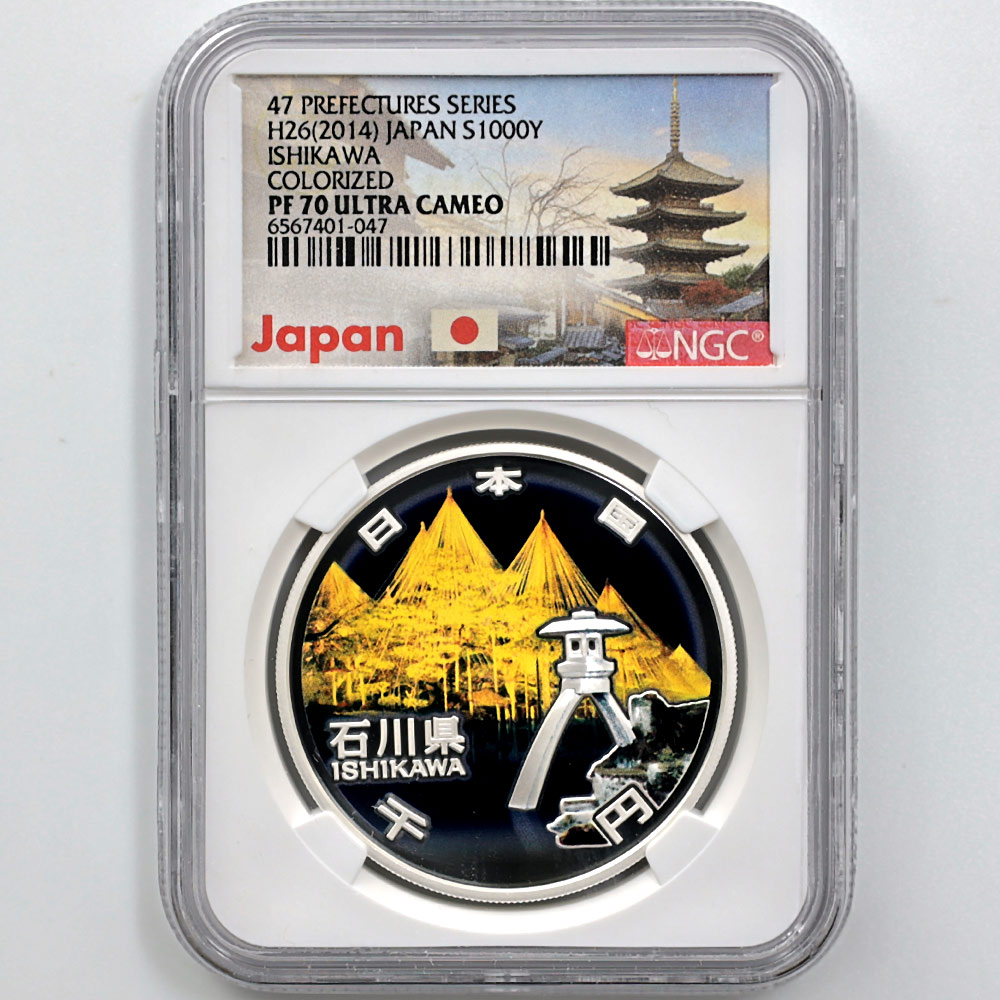 47 PREFECTURES SERIES
H26(2014) JAPAN S1000Y
ISHIKAWA
COLORIZED
PF 70 ULTRA CAMEO
6567401-047
Japan
NGC®
日本国
石川県
ISHIKAWA
千円